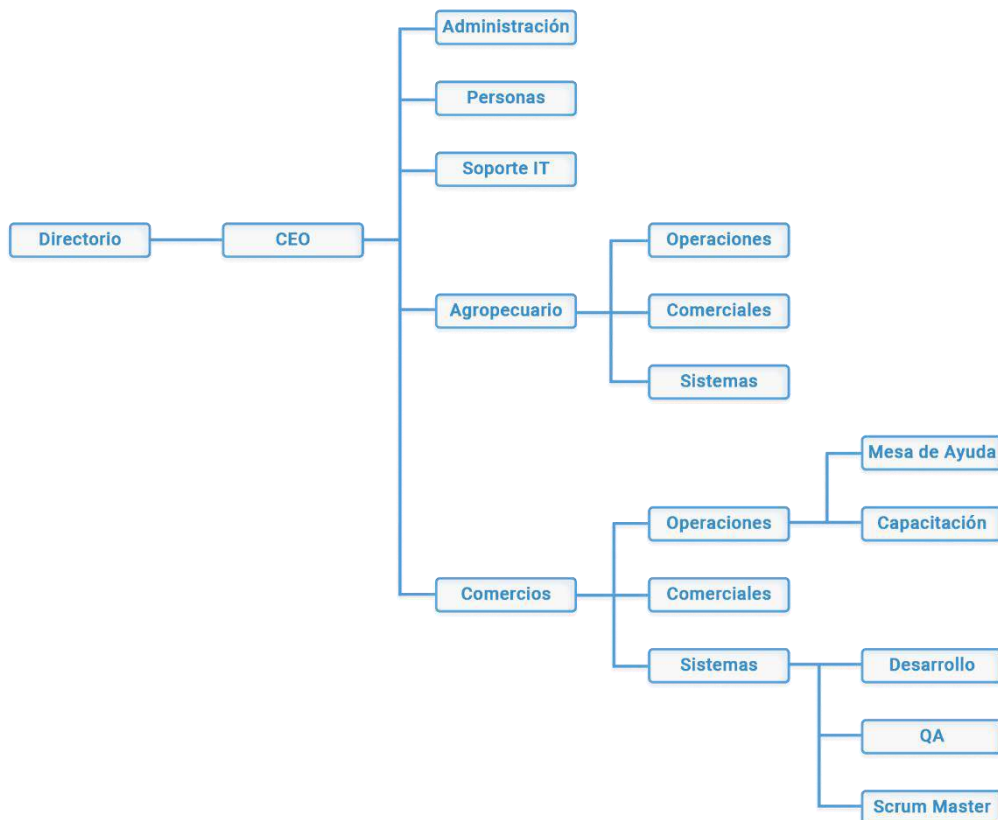 Administración
Personas
Soporte IT
Directorio
CEO
Operaciones
Agropecuario
Comerciales
Sistemas
Mesa de Ayuda
Operaciones
Capacitación
Comercios
Comerciales
Sistemas
Desarrollo
QA
Scrum Master